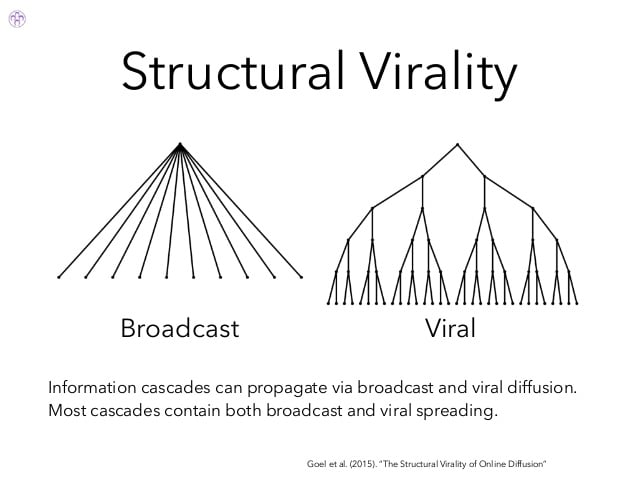 Structural Virality
Broadcast
Viral
Information cascades can propagate via broadcast and viral diffusion.
Most cascades contain both broadcast and viral spreading.
Goel et al. (2015). “The Structural Virality of Online Diffusion”